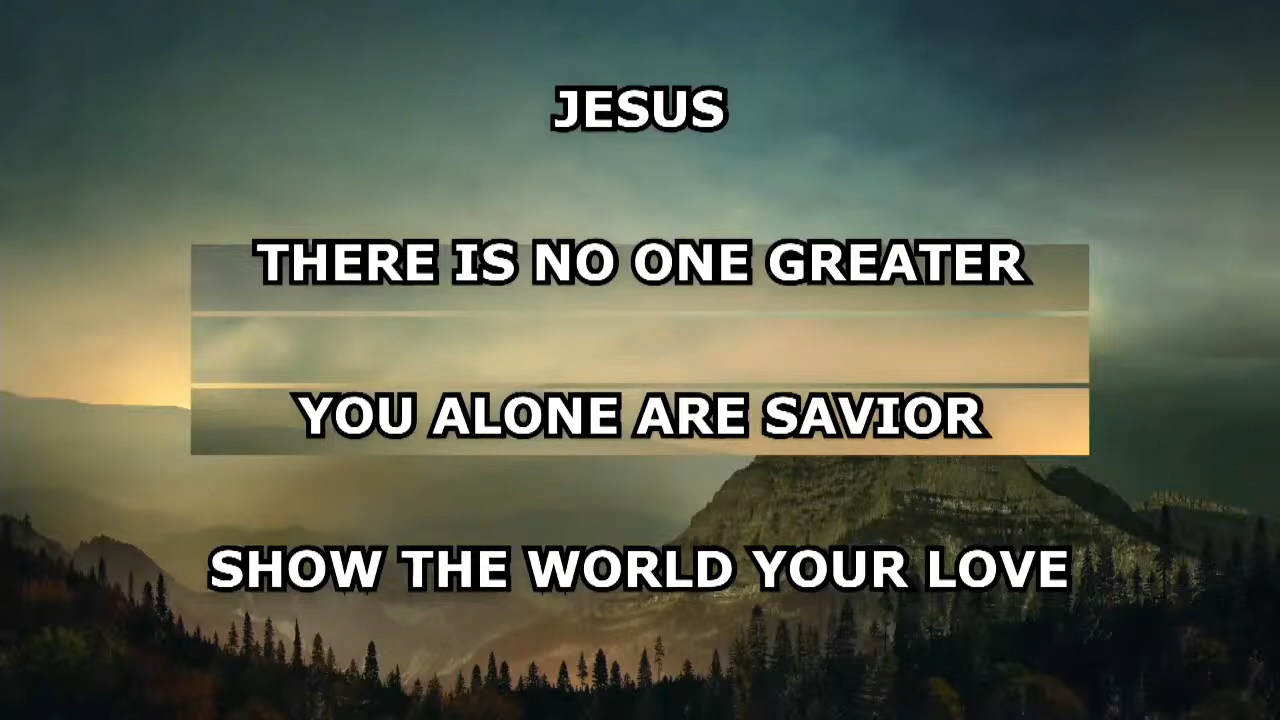 JESUS
THERE IS NO ONE GREATER
YOU ALONE ARE SAVIOR
SHOW THE WORLD YOUR LOVE